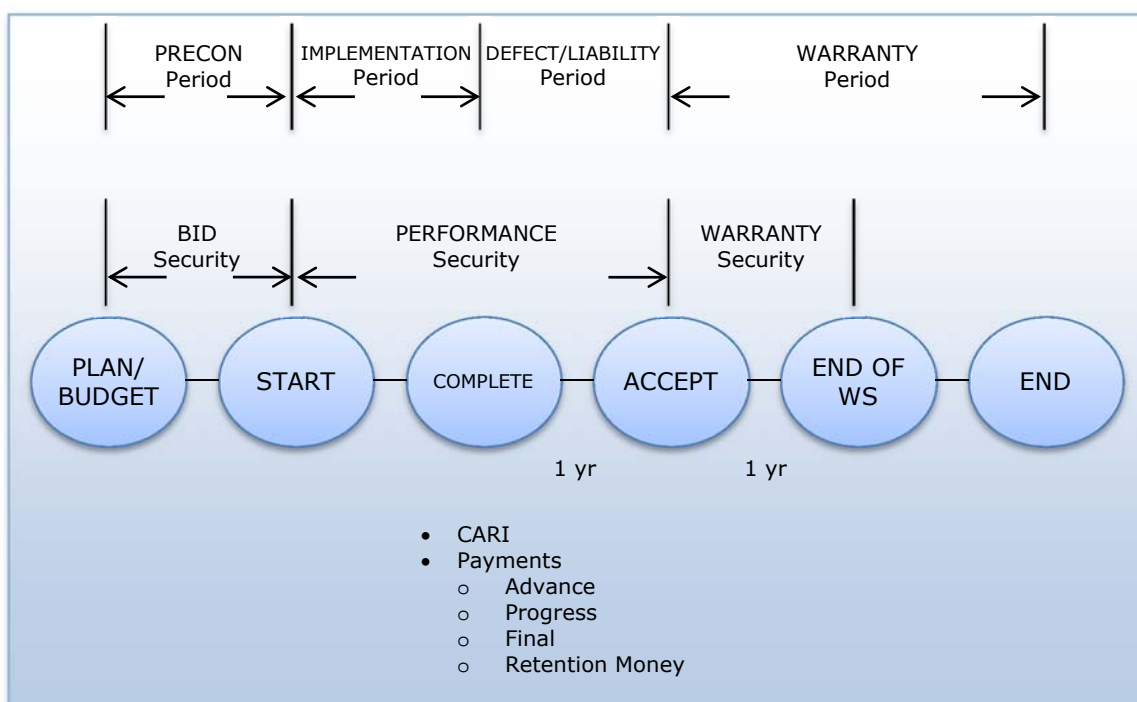 PRECON
Period
IMPLEMENTATION
Period
DEFECT/LIABILITY
Period
WARRANTY
Period
BID
Security
PERFORMANCE
Security
WARRANTY
Security
PLAN/
BUDGET
START
COMPLETE
ACCEPT
END OF
WS
END
1 yr
1 yr
• CARI
• Payments
o Advance
o Progress
o Final
o Retention Money